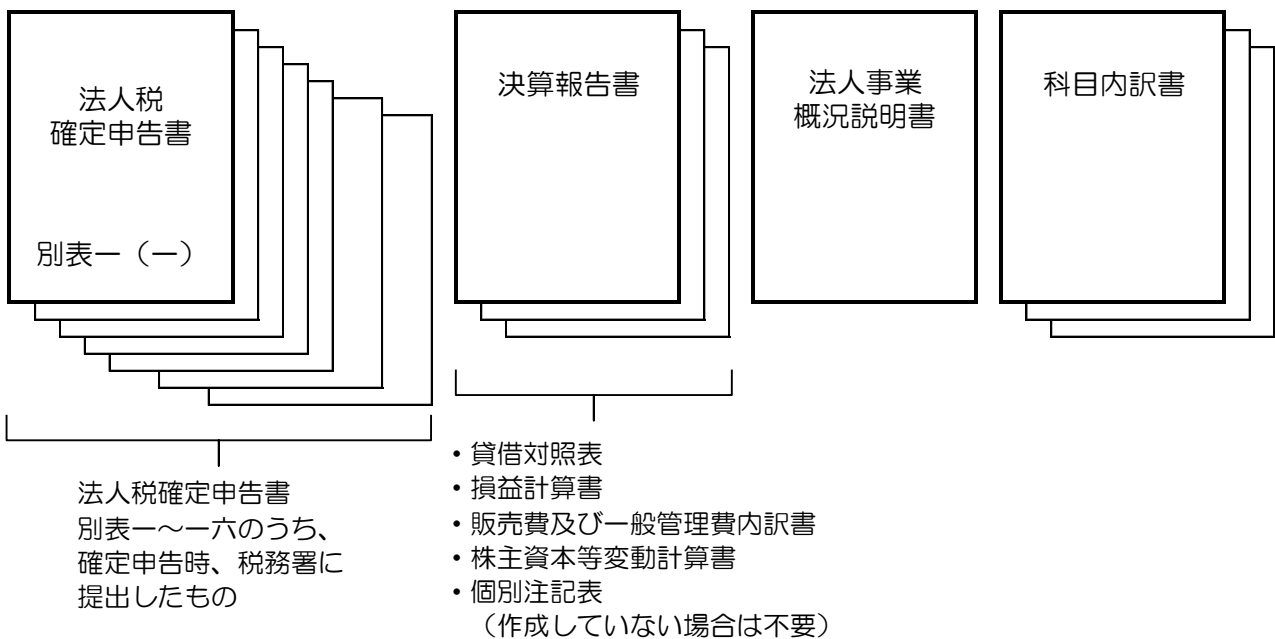 法人税
確定申告書
別表一（一）
決算報告書
法人事業
概況説明書
科目内訳書
法人税確定申告書
別表一～一六のうち、
確定申告時、税務署に
提出したもの
・貸借対照表
・損益計算書
・販売費及び一般管理費内訳書
・株主資本等変動計算書
・個別注記表
（作成していない場合は不要）